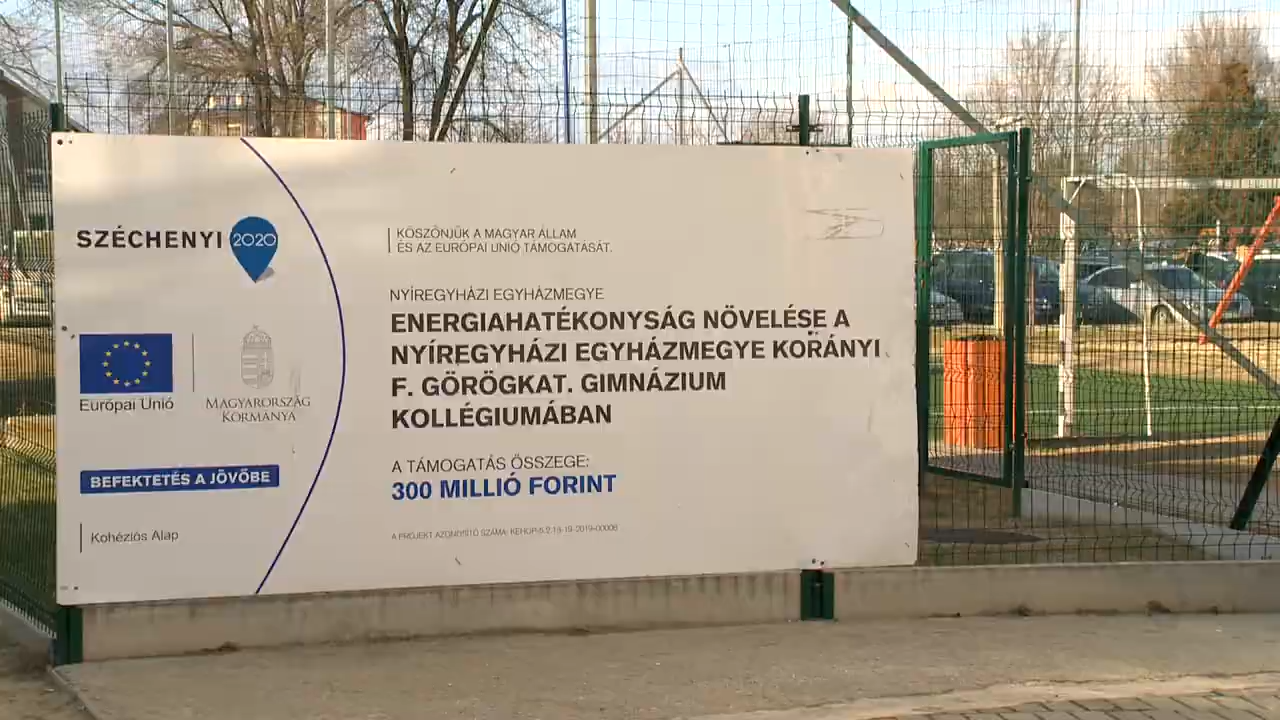 SZÉCHENYI 2020
Európai Unió
MAGYARORSZÁG
KORMÁNYA
BEFEKTETÉS A JÖVŐBE
Kohéziós Alap
KÖSZÖNJÜK A MAGYAR ÁLLAM
ÉS AZ EURÓPAI UNIÓ TÁMOGATÁSÁT.
NYÍREGYHÁZI EGYHÁZMEGYE
ENERGIAHATÉKONYSÁG NÖVELÉSE A
NYÍREGYHÁZI EGYHÁZMEGYE KORÁNYI
F. GÖRÖGKAT. GIMNÁZIUM
KOLLÉGIUMÁBAN
A TÁMOGATÁS ÖSSZEGE:
300 MILLIÓ FORINT
A PROJEKT AZONOSÍTÓ SZÁMA: